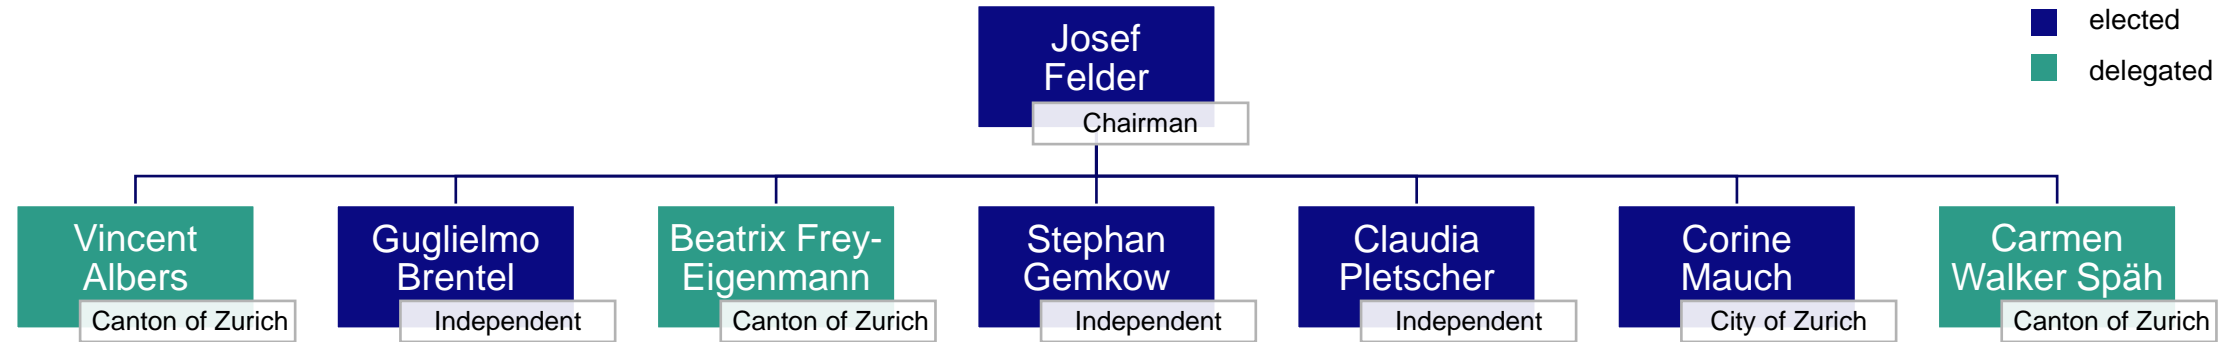 Josef
Felder
Chairman
elected
delegated
Vincent
Albers
Canton of Zurich
Guglielmo
Brentel
Independent
Beatrix Frey-
Eigenmann
Canton of Zurich
Stephan
Gemkow
Independent
Claudia
Pletscher
Independent
Corine
Mauch
City of Zurich
Carmen
Walker Späh
Canton of Zurich